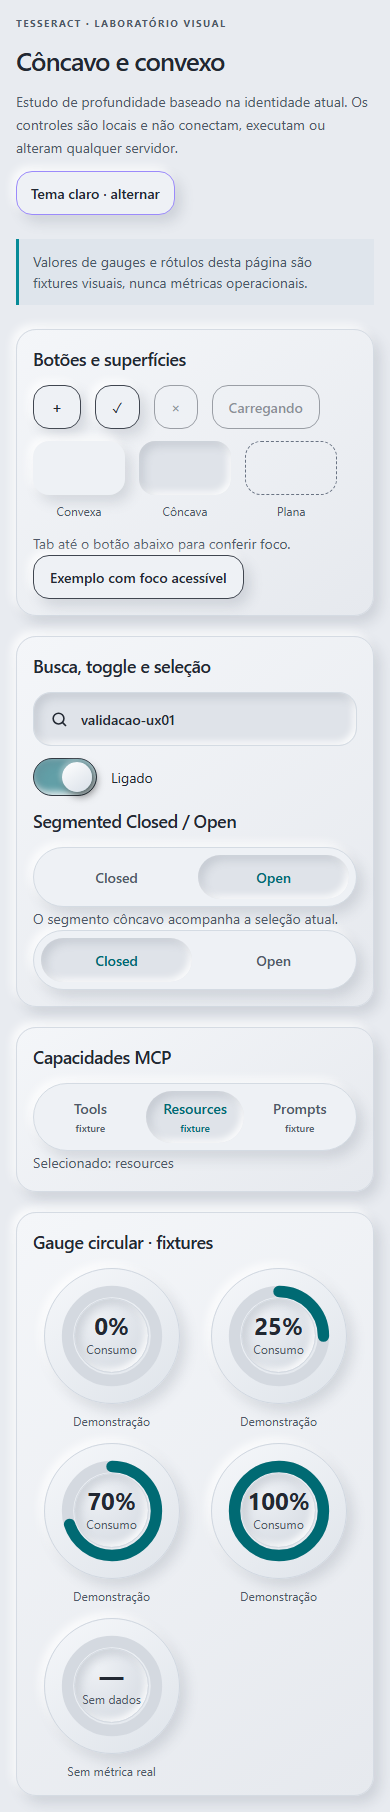 TESSERACT · LABORATÓRIO VISUAL
Côncavo e convexo
Estudo de profundidade baseado na identidade atual. Os
controles são locais e não conectam, executam ou
alteram qualquer servidor.
Tema claro · alternar
Valores de gauges e rótulos desta página são
fixtures visuais, nunca métricas operacionais.
Botões e superfícies
+ ✓ × Carregando
Convexa Côncava Plana
Tab até o botão abaixo para conferir foco.
Exemplo com foco acessível
Busca, toggle e seleção
validacao-ux01
Ligado
Segmented Closed / Open
Closed Open
O segmento côncavo acompanha a seleção atual.
Closed Open
Capacidades MCP
Tools Resources Prompts
fixture fixture fixture
Selecionado: resources
Gauge circular · fixtures
0% 25%
Consumo Consumo
Demonstração Demonstração
70% 100%
Consumo Consumo
Demonstração Demonstração
—
Sem dados
Sem métrica real